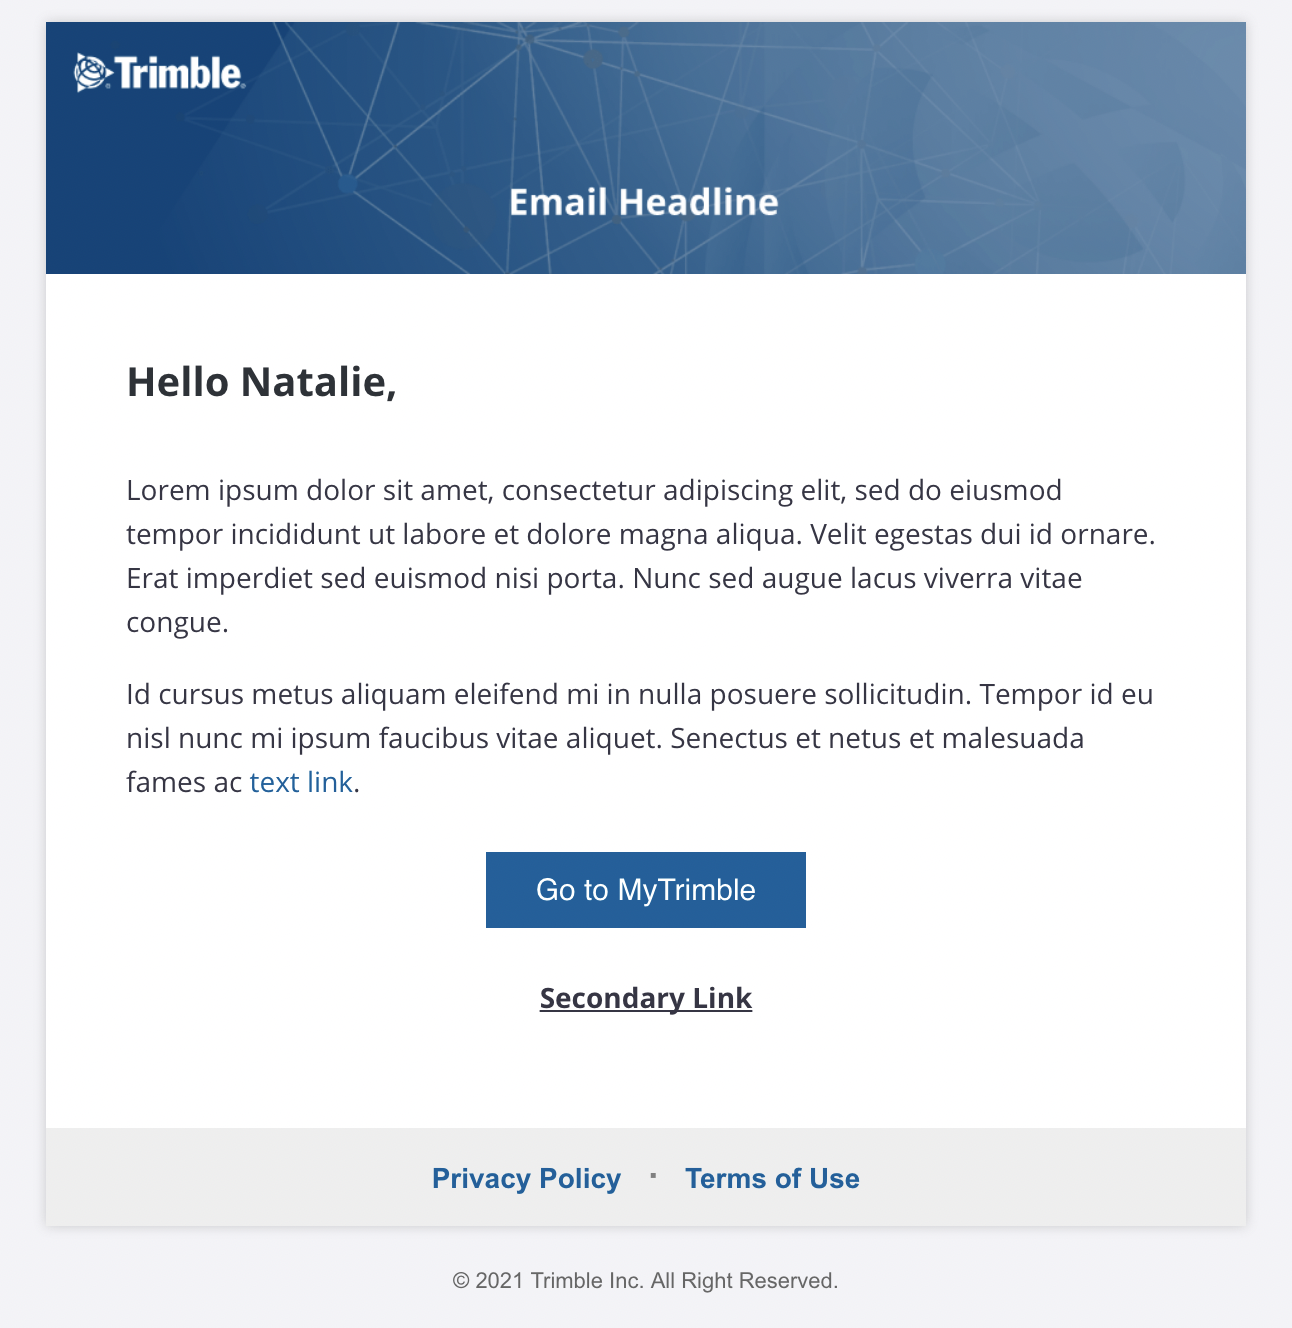 Trimble
Email Headline
Hello Natalie,
Lorem ipsum dolor sit amet, consectetur adipiscing elit, sed do eiusmod
tempor incididunt ut labore et dolore magna aliqua. Velit egestas dui id ornare.
Erat imperdiet sed euismod nisi porta. Nunc sed augue lacus viverra vitae
congue.
Id cursus metus aliquam eleifend mi in nulla posuere sollicitudin. Tempor id eu
nisl nunc mi ipsum faucibus vitae aliquet. Senectus et netus et malesuada
fames ac text link.
Go to MyTrimble
Secondary Link
Privacy Policy · Terms of Use
© 2021 Trimble Inc. All Right Reserved.